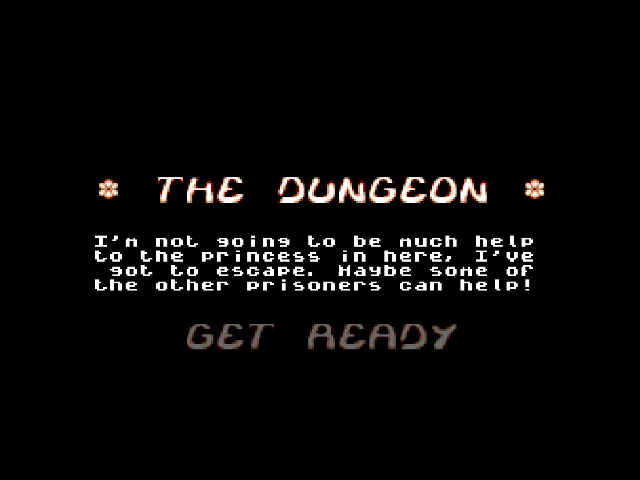 THE DUNGEON
I'm not going to be much help
to the princess in here, I've
got to escape. Maybe some of
the other prisoners can help!
GET READY